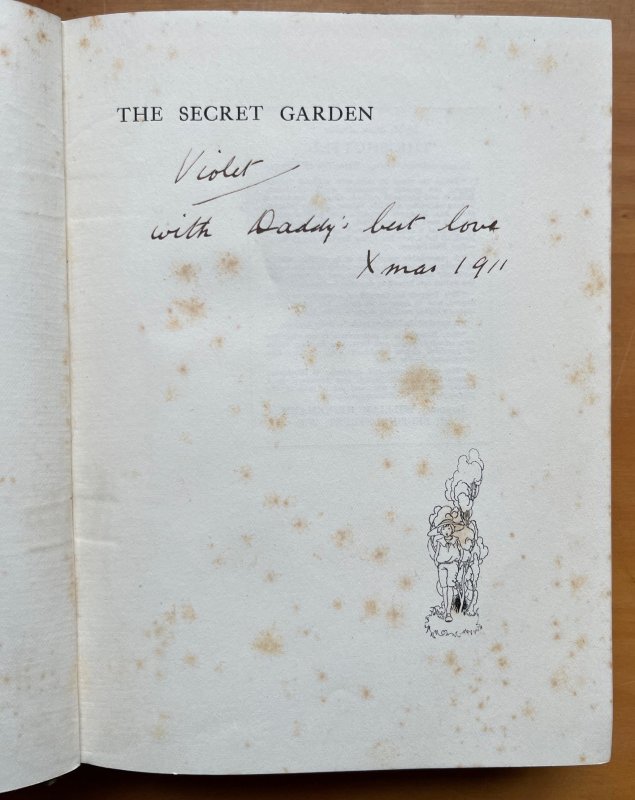 THE SECRET GARDEN
Violet
with Daddy's best love
Xmas 1911